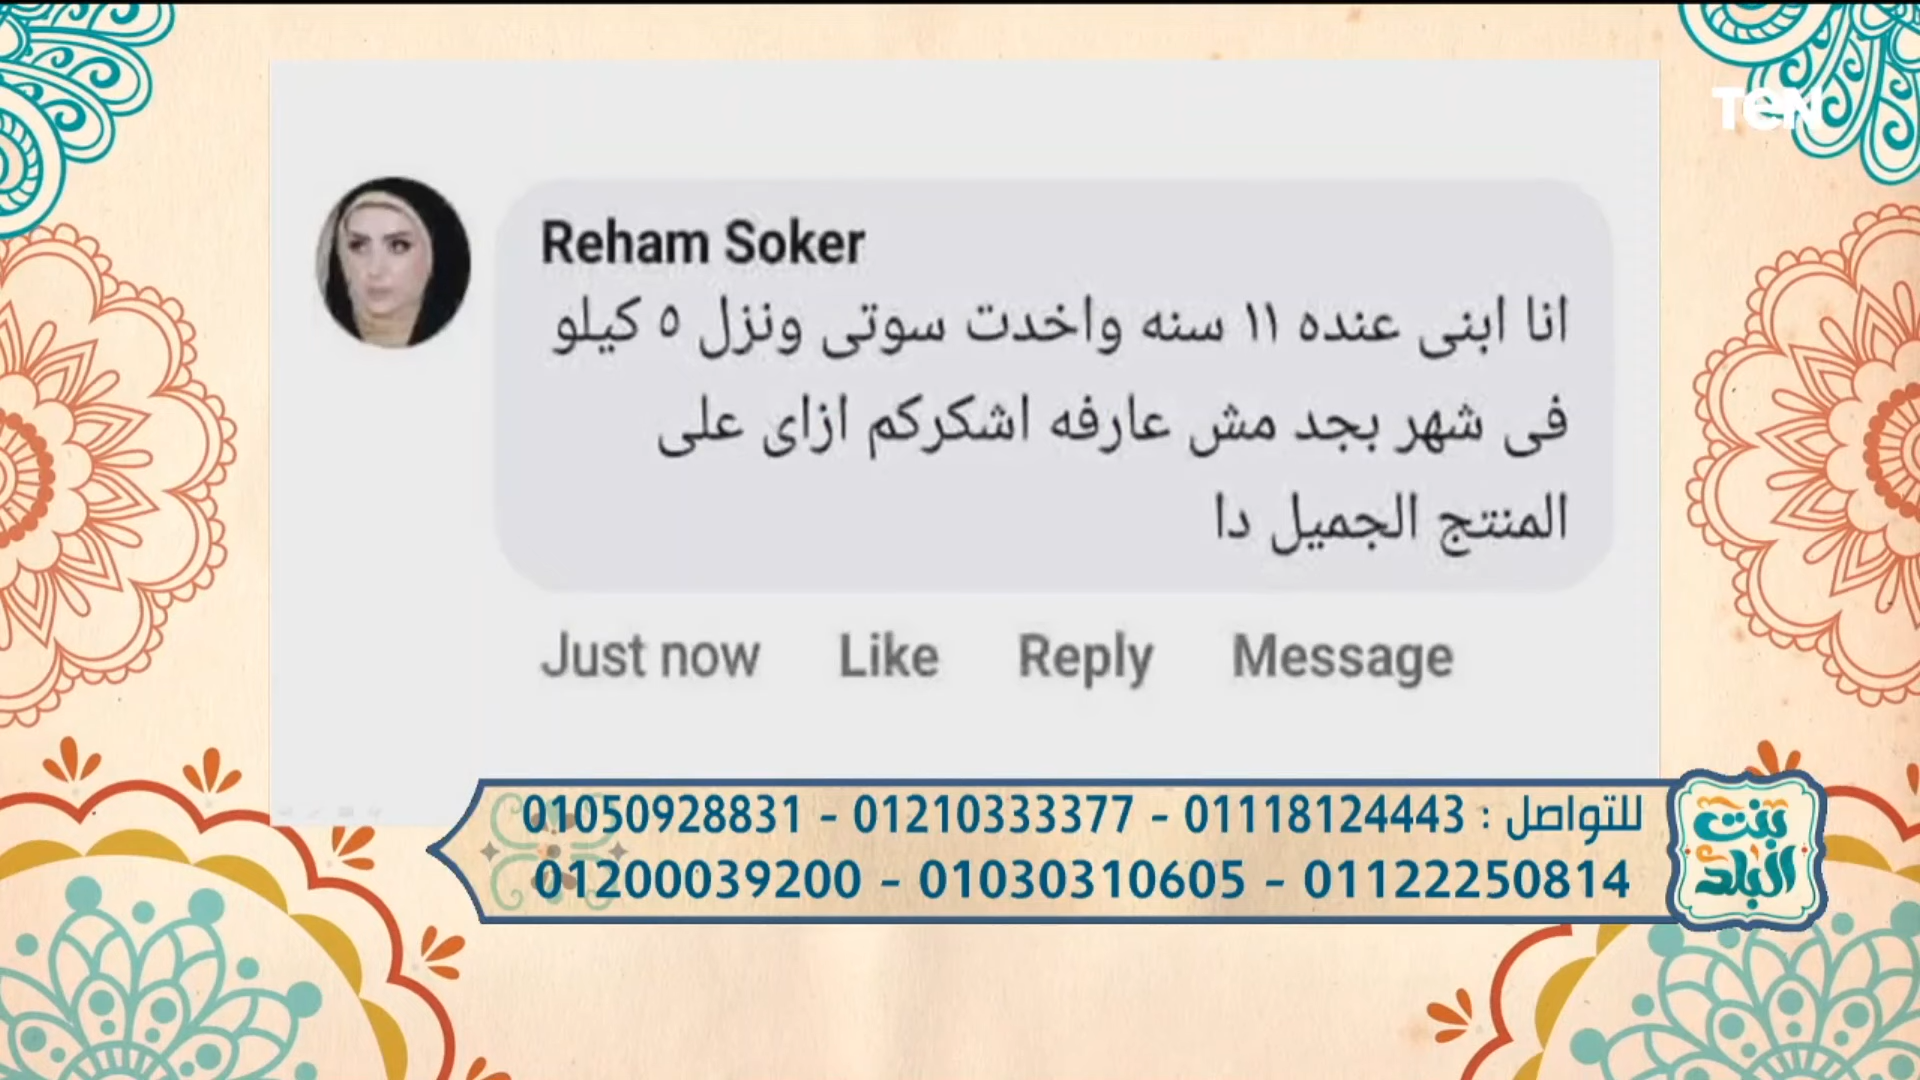 TeN
Reham Soker
انا ابنى عنده ١١ سنه واخدت سوتى ونزل ٥ كيلو
فى شهر بجد مش عارفه اشكركم ازاى على
المنتج الجميل دا
Just now Like Reply Message
للتواصل : 01118124443 - 01210333377 - 01050928831
01122250814 - 01030310605 - 01200039200
بنت
البلد